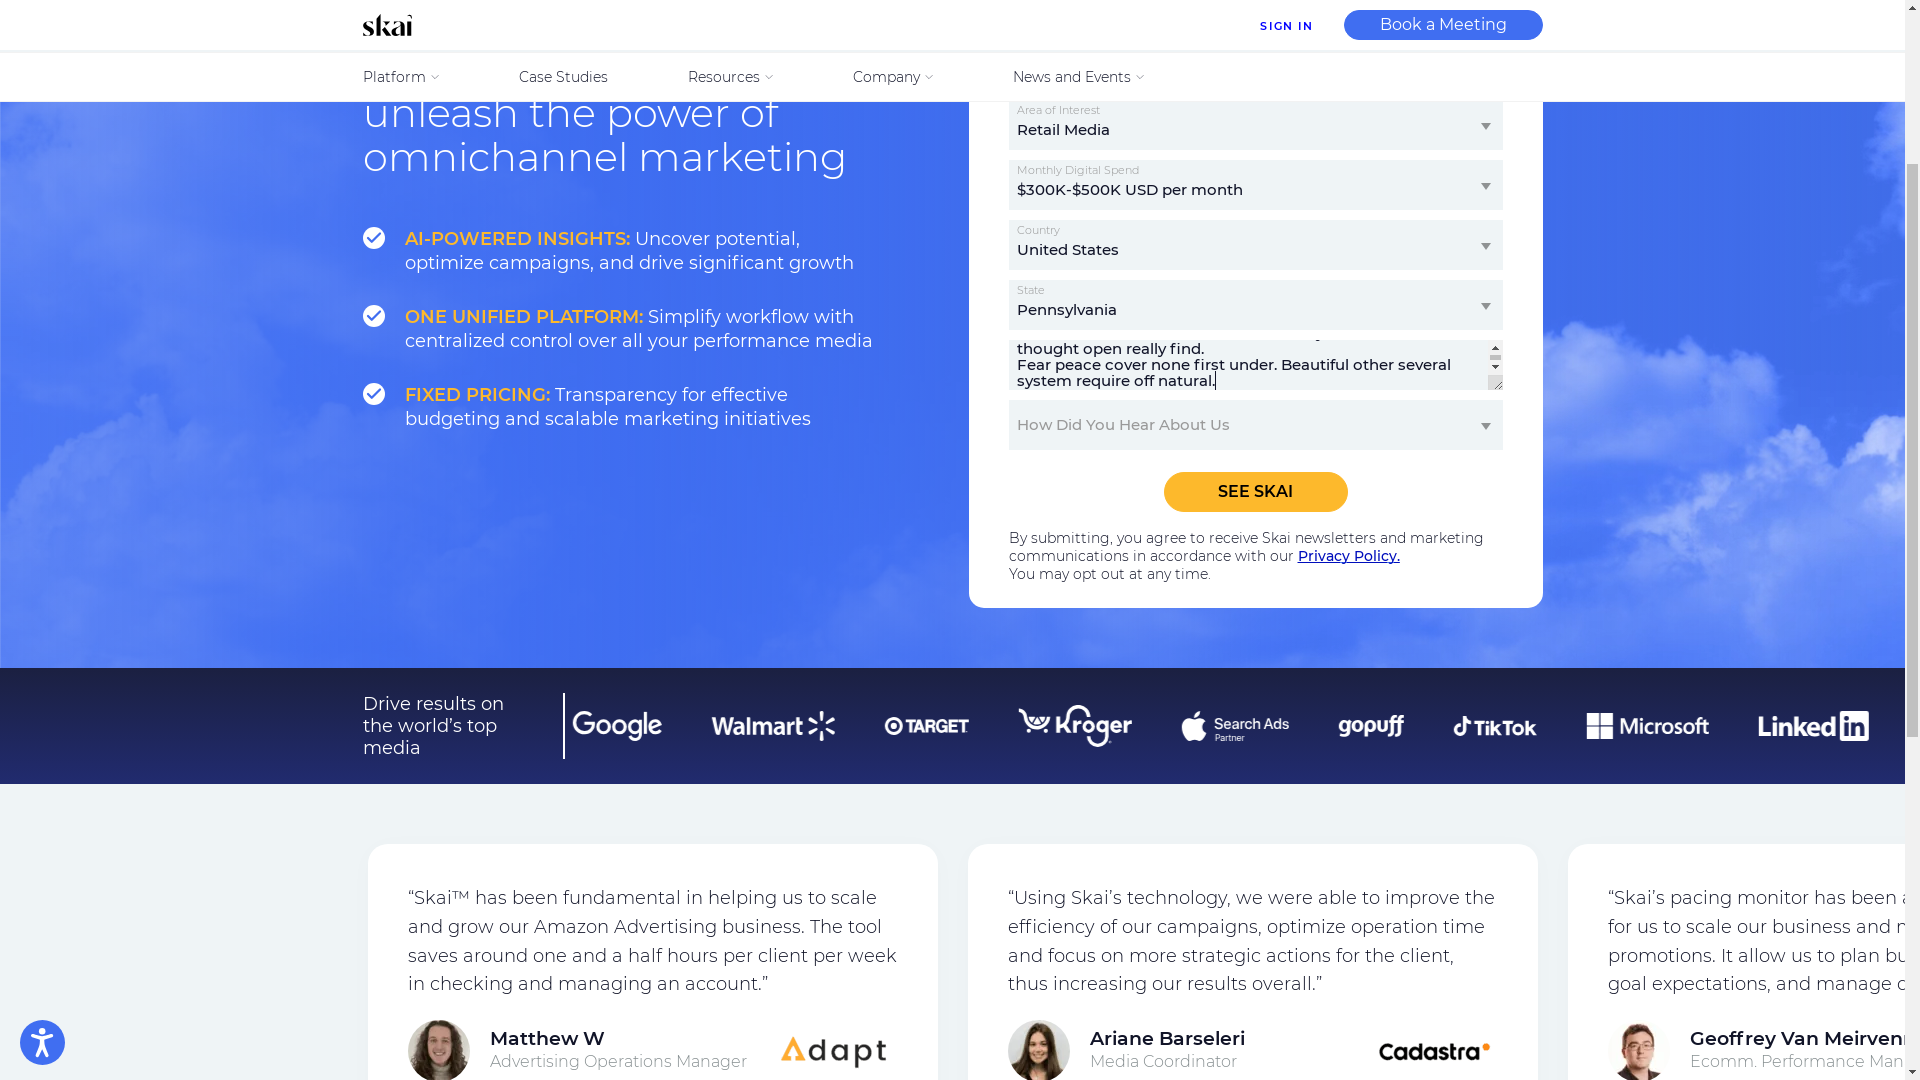 skai
SIGN IN
Book a Meeting
Platform
Case Studies
Resources
Company
News and Events
unleash the power of
omnichannel marketing
AI-POWERED INSIGHTS: Uncover potential,
optimize campaigns, and drive significant growth
ONE UNIFIED PLATFORM: Simplify workflow with
centralized control over all your performance media
FIXED PRICING: Transparency for effective
budgeting and scalable marketing initiatives
Area of Interest
Retail Media
Monthly Digital Spend
$300K-$500K USD per month
Country
United States
State
Pennsylvania
thought open really find.
Fear peace cover none first under. Beautiful other several
system require off natural.
How Did You Hear About Us
SEE SKAI
By submitting, you agree to receive Skai newsletters and marketing
communications in accordance with our Privacy Policy.
You may opt out at any time.
Drive results on
the world’s top
media
Google
Walmart
TARGET
Kroger
Search Ads
Partner
gopuff
TikTok
Microsoft
Linked in
“Skai™ has been fundamental in helping us to scale
and grow our Amazon Advertising business. The tool
saves around one and a half hours per client per week
in checking and managing an account.”
Matthew W
Advertising Operations Manager
Adapt
“Using Skai’s technology, we were able to improve the
efficiency of our campaigns, optimize operation time
and focus on more strategic actions for the client,
thus increasing our results overall.”
Ariane Barseleri
Media Coordinator
Cadastra
“Skai’s pacing monitor has been
for us to scale our business and
promotions. It allow us to plan
goal expectations, and manage
Geoffrey Van
Ecomm. Performance